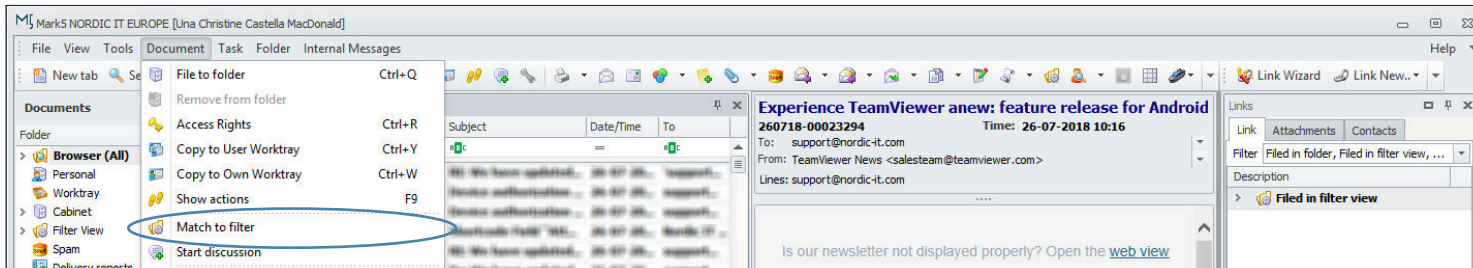 Mark5 NORDIC IT EUROPE [Una Christine Castella MacDonald]
File View Tools Document Task Folder Internal Messages Help
New tab Se
Link Wizard Link New..
Documents
Folder
Browser (All)
Personal
Worktray
Cabinet
Filter View
Spam
Delivery reports
File to folder Ctrl+Q
Remove from folder
Access Rights Ctrl+R
Copy to User Worktray Ctrl+Y
Copy to Own Worktray Ctrl+W
Show actions F9
Match to filter
Start discussion
Subject Date/Time To
Experience TeamViewer anew: feature release for Android
260718-00023294 Time: 26-07-2018 10:16
To: support@nordic-it.com
From: TeamViewer News <salesteam@teamviewer.com>
Lines: support@nordic-it.com
Is our newsletter not displayed properly? Open the web view
Links
Link Attachments Contacts
Filter Filed in folder, Filed in filter view, ...
Description
Filed in filter view